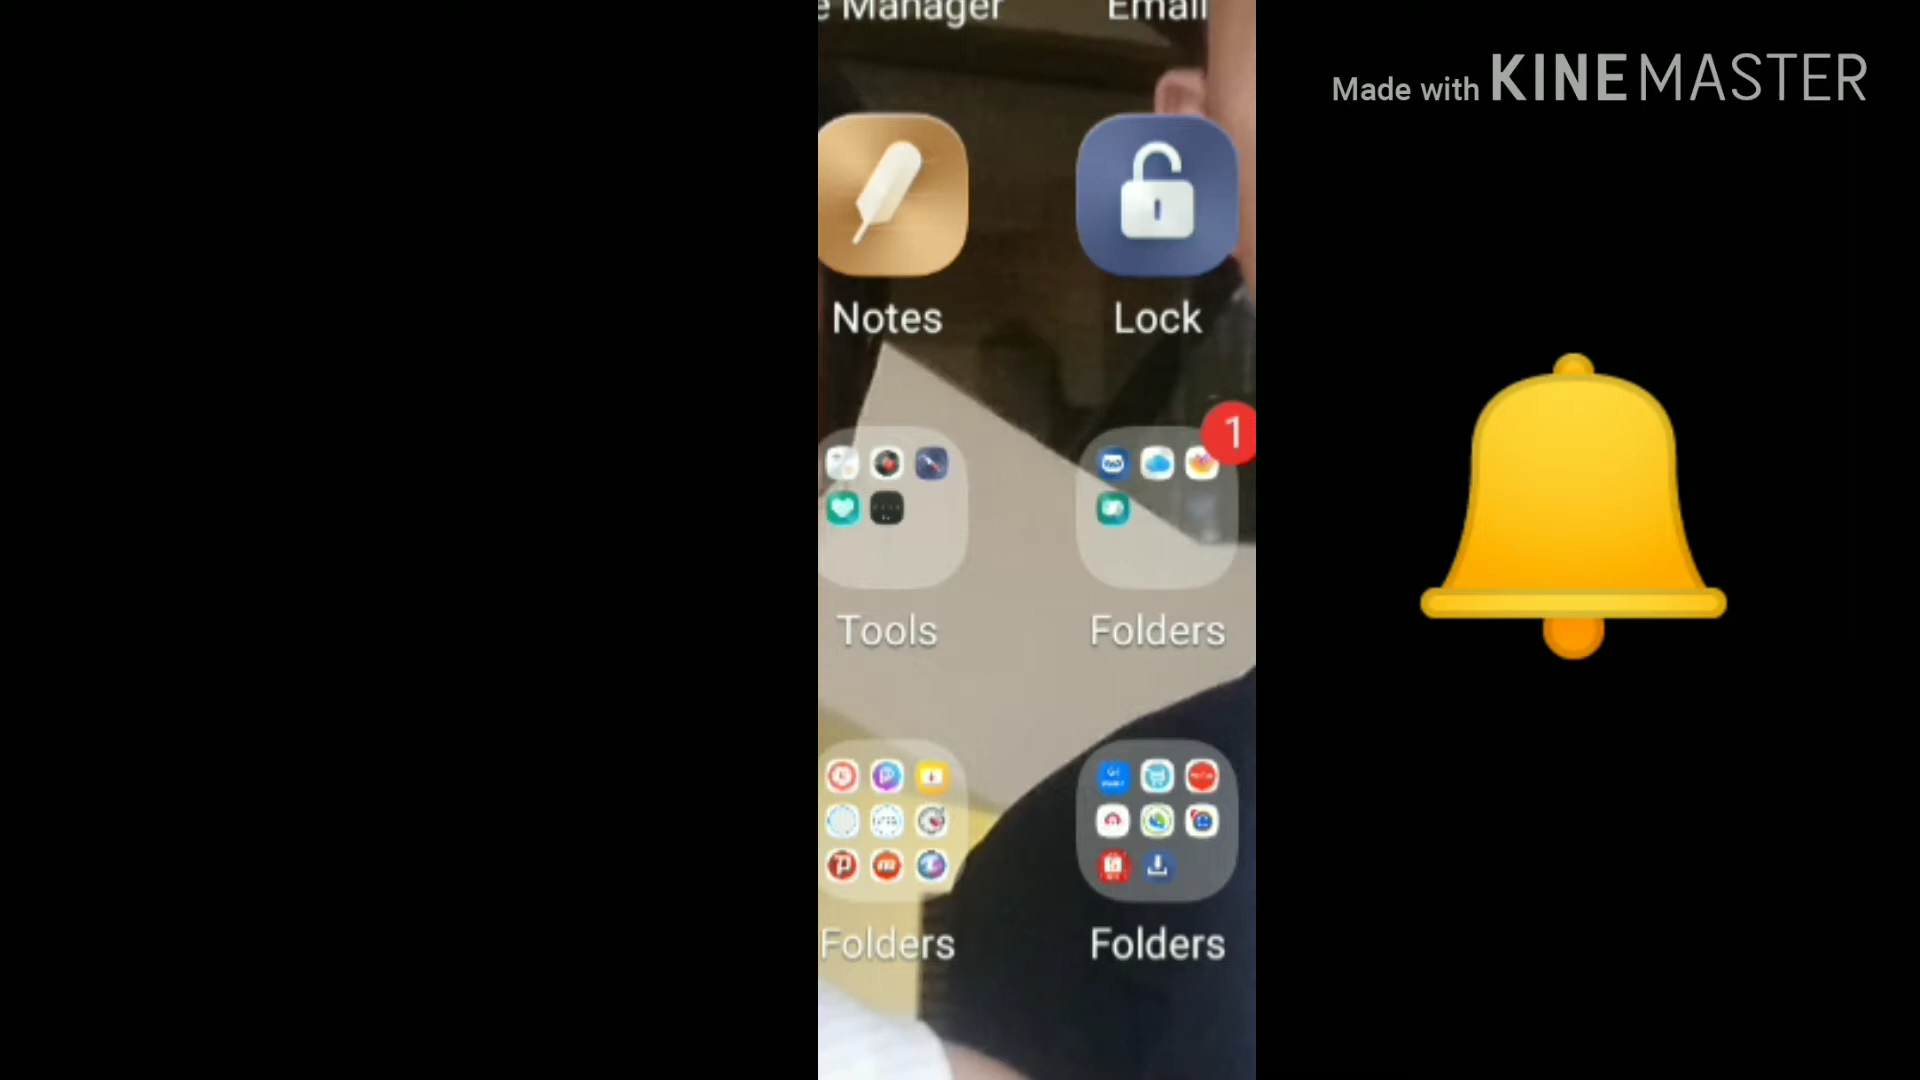 e Manager Email
Made with KINEMASTER
Notes Lock
1
Tools Folders
Folders Folders